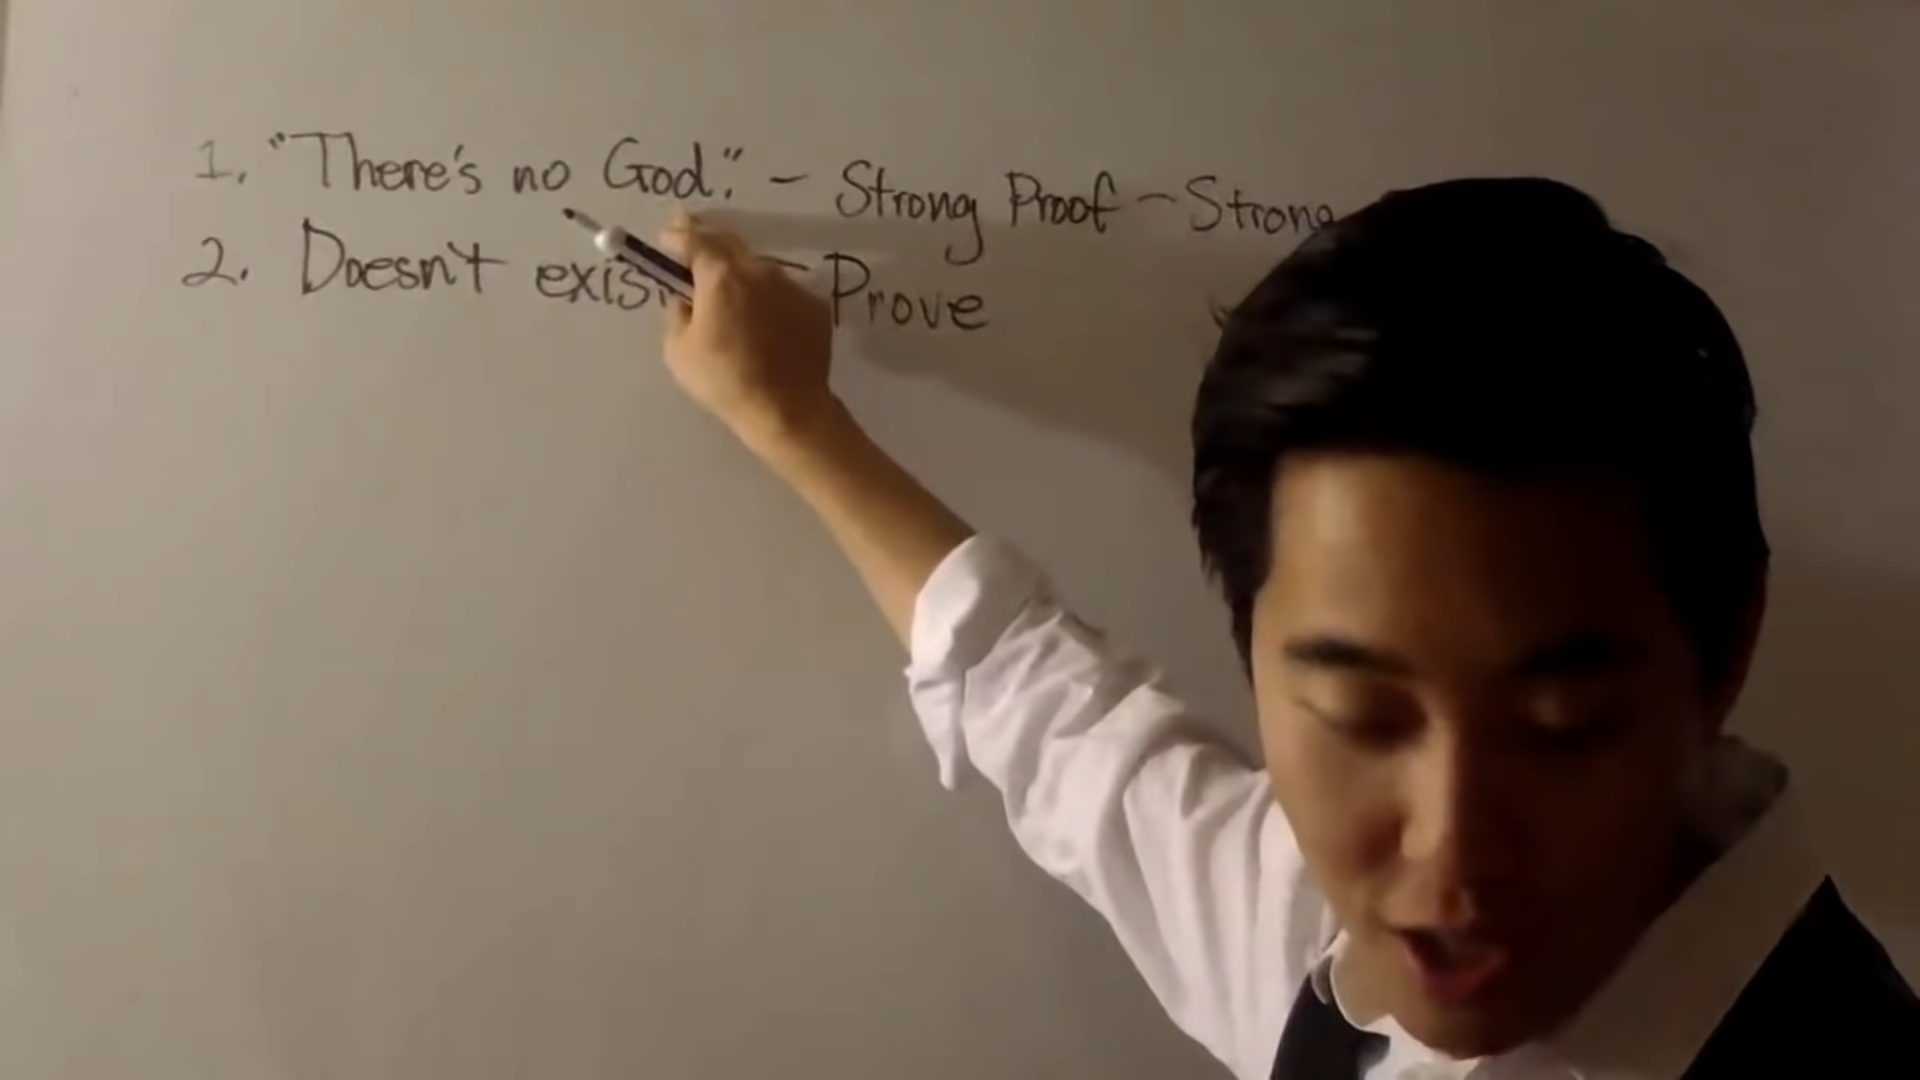 1. "There's no God." - Strong Proof - Strong
2. Doesn't exist - Prove